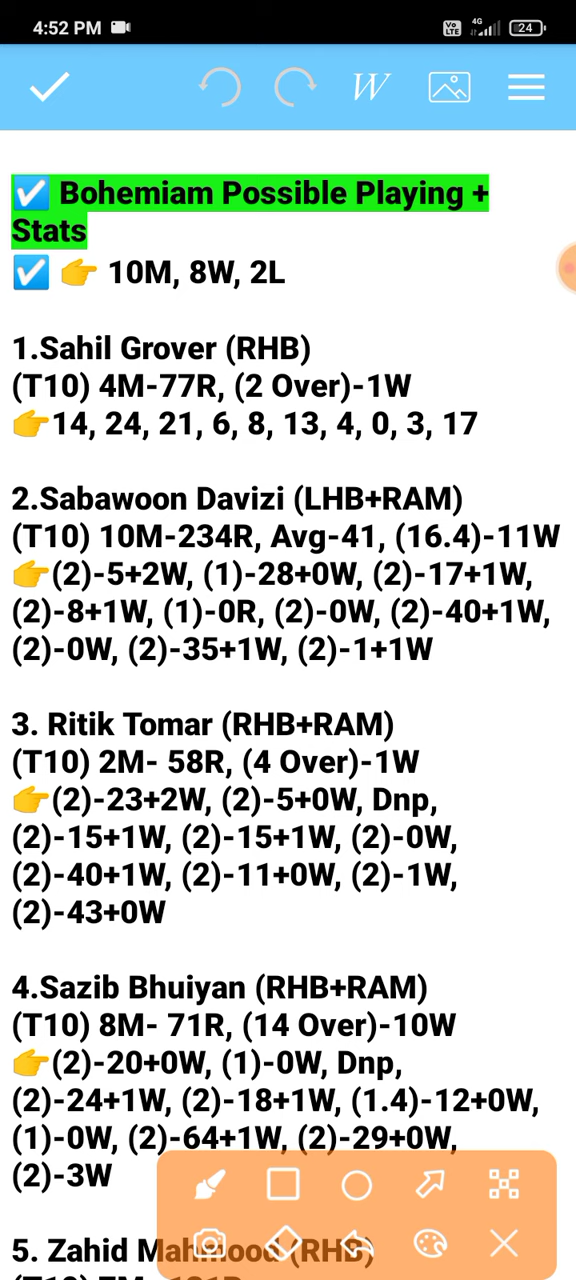 4:52 PM
Vo LTE 4G 24
W
✅ Bohemiam Possible Playing +
Stats
✅ 👉 10M, 8W, 2L
1.Sahil Grover (RHB)
(T10) 4M-77R, (2 Over)-1W
👉14, 24, 21, 6, 8, 13, 4, 0, 3, 17
2.Sabawoon Davizi (LHB+RAM)
(T10) 10M-234R, Avg-41, (16.4)-11W
👉(2)-5+2W, (1)-28+0W, (2)-17+1W,
(2)-8+1W, (1)-0R, (2)-0W, (2)-40+1W,
(2)-0W, (2)-35+1W, (2)-1+1W
3. Ritik Tomar (RHB+RAM)
(T10) 2M- 58R, (4 Over)-1W
👉(2)-23+2W, (2)-5+0W, Dnp,
(2)-15+1W, (2)-15+1W, (2)-0W,
(2)-40+1W, (2)-11+0W, (2)-1W,
(2)-43+0W
4.Sazib Bhuiyan (RHB+RAM)
(T10) 8M- 71R, (14 Over)-10W
👉(2)-20+0W, (1)-0W, Dnp,
(2)-24+1W, (2)-18+1W, (1.4)-12+0W,
(1)-0W, (2)-64+1W, (2)-29+0W,
(2)-3W
5. Zahid Mahmood (RHB)